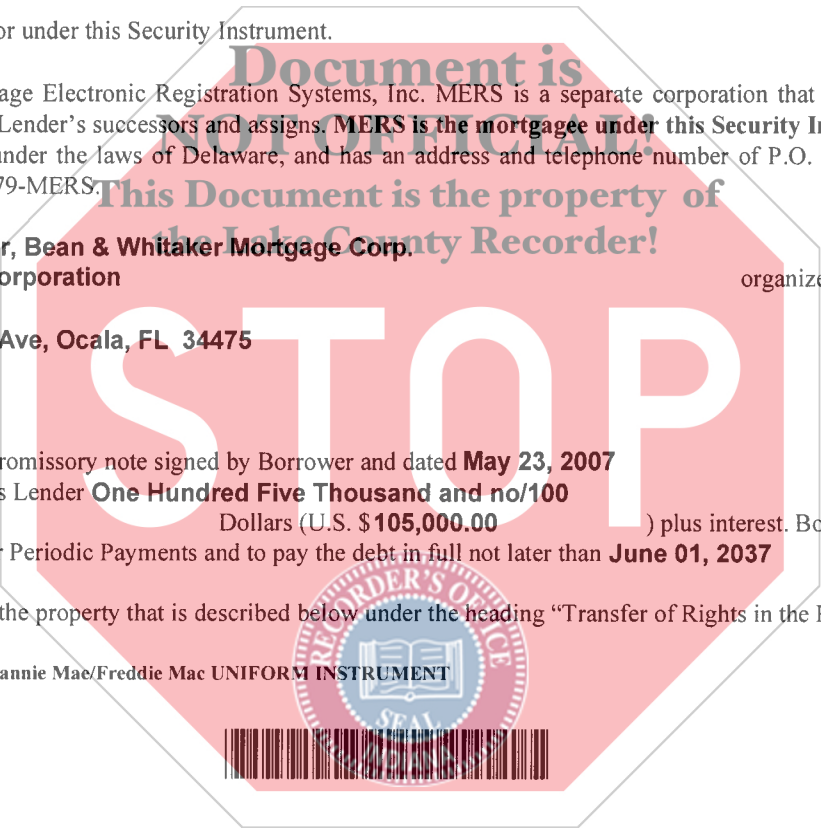 or under this Security Instrument.
Document is
age Electronic Registration Systems, Inc. MERS is a separate corporation that
NOT OFFICIAL!
Lender's successors and assigns. MERS is the mortgagee under this Security I
under the laws of Delaware, and has an address and telephone number of P.O.
79-MERS.
This Document is the property of
the Lake County Recorder!
r, Bean & Whitaker Mortgage Corp.
orporation organize
Ave, Ocala, FL 34475
STOP
romissory note signed by Borrower and dated May 23, 2007
s Lender One Hundred Five Thousand and no/100
Dollars (U.S. $105,000.00 ) plus interest. Bo
r Periodic Payments and to pay the debt in full not later than June 01, 2037
the property that is described below under the heading “Transfer of Rights in the
annie Mae/Freddie Mac UNIFORM INSTRUMENT
RECORDER'S OFFICE
SEAL
INDIANA